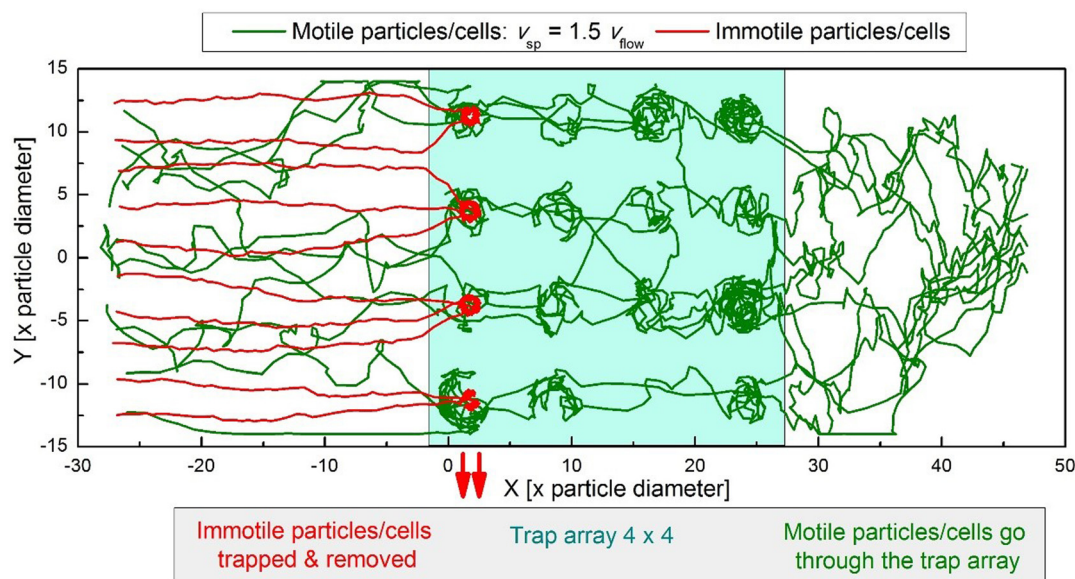 Motile particles/cells: v_sp = 1.5 v_flow Immotile particles/cells
15
10
5
0
-5
-10
-15
Y [x particle diameter]
-30 -20 -10 0 10 20 30 40 50
X [x particle diameter]
Immotile particles/cells
trapped & removed
Trap array 4 x 4
Motile particles/cells go
through the trap array